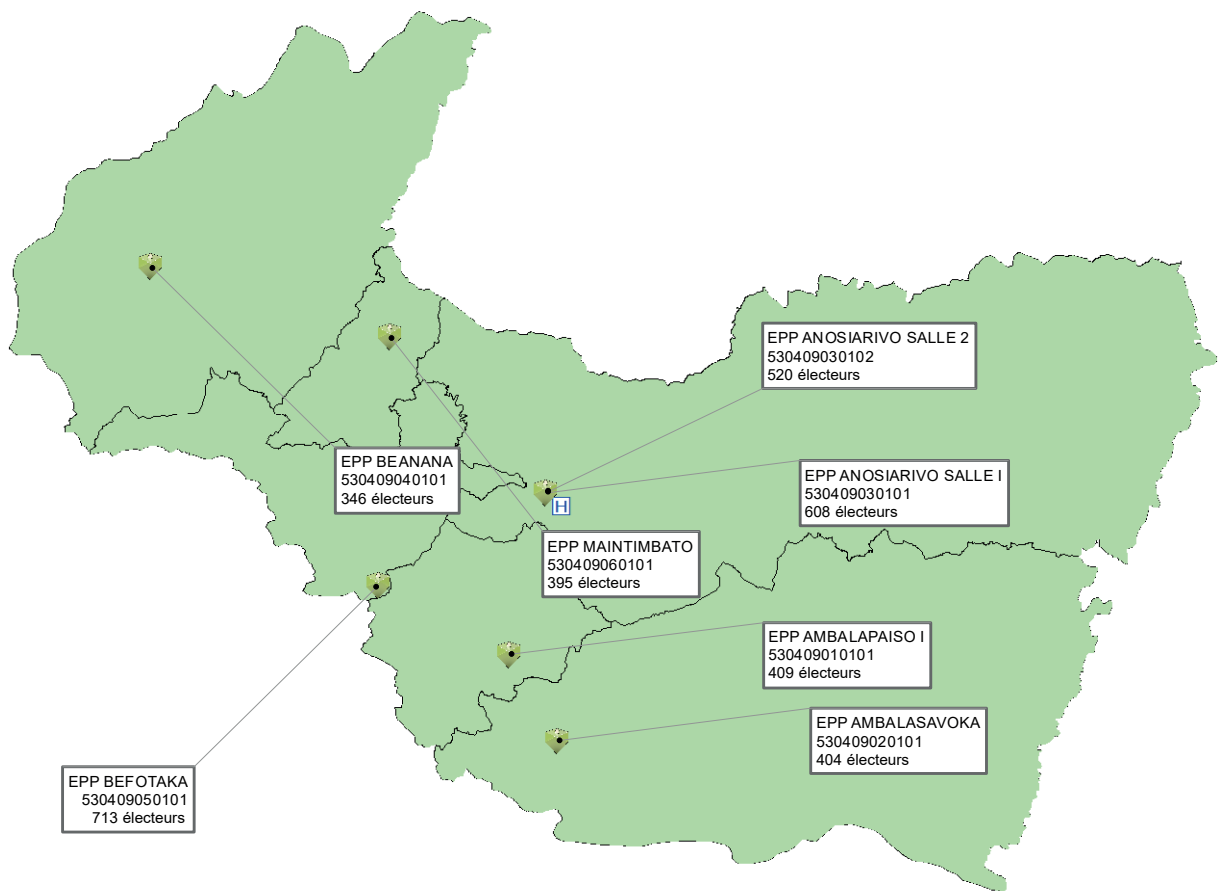 EPP ANOSIARIVO SALLE 2
530409030102
520 électeurs
EPP BEANANA
530409040101
346 électeurs
EPP ANOSIARIVO SALLE I
530409030101
608 électeurs
H
EPP MAINTIMBATO
530409060101
395 électeurs
EPP AMBALAPAISO I
530409010101
409 électeurs
EPP AMBALASAVOKA
530409020101
404 électeurs
EPP BEFOTAKA
530409050101
713 électeurs